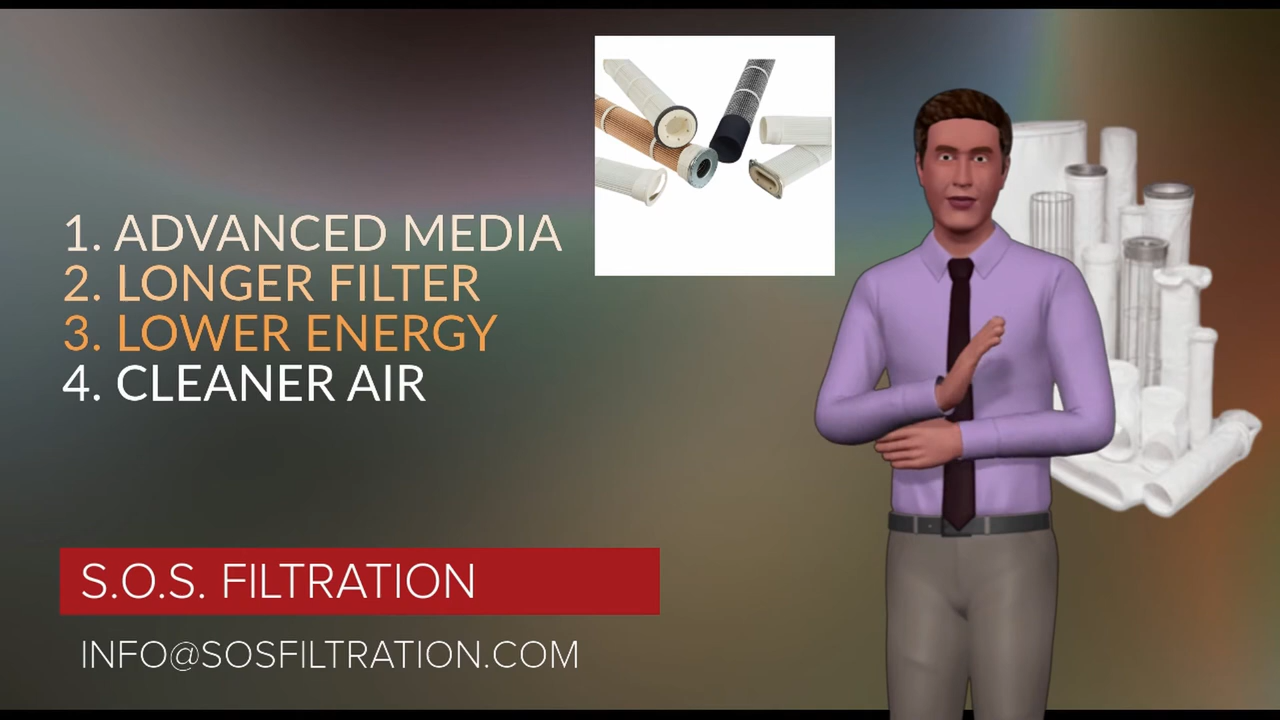 1. ADVANCED MEDIA
2. LONGER FILTER
3. LOWER ENERGY
4. CLEANER AIR
S.O.S. FILTRATION
INFO@SOSFILTRATION.COM